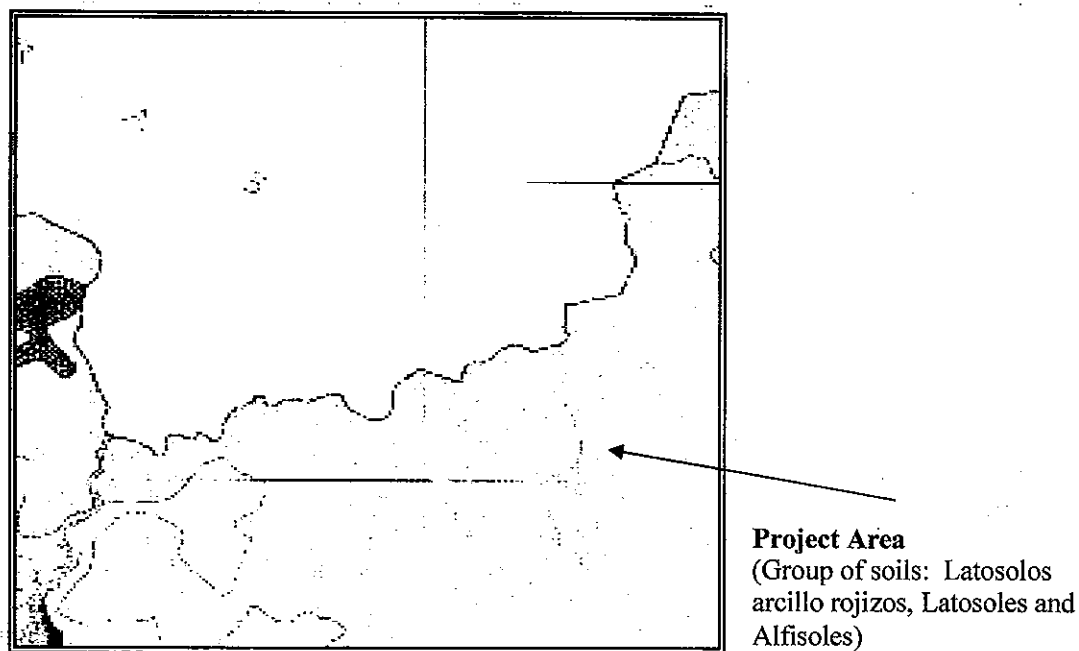 Project Area
(Group of soils: Latosolos
arcillo rojizos, Latosoles and
Alfisoles)